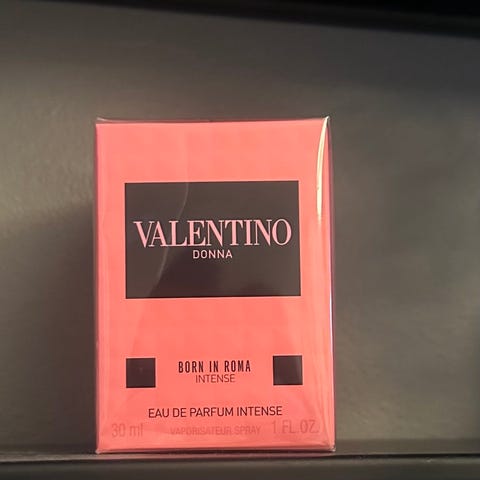 VALENTINO
DONNA
BORN IN ROMA
INTENSE
EAU DE PARFUM INTENSE
30 ml VAPORISATEUR SPRAY 1 FL.OZ.